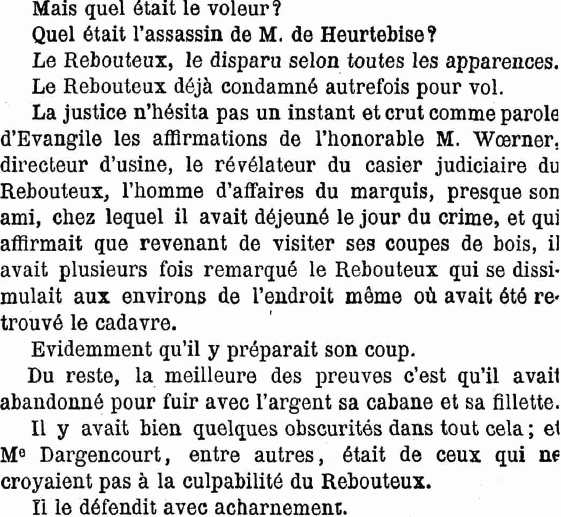 Mais quel était le voleur?
Quel était l'assassin de M. de Heurtebise?
Le Rebouteux, le disparu selon toutes les apparences.
Le Rebouteux déjà condamné autrefois pour vol.
La justice n'hésita pas un instant et crut comme parole
d'Evangile les affirmations de l'honorable M. Wœrner,
directeur d'usine, le révélateur du casier judiciaire du
Rebouteux, l'homme d'affaires du marquis, presque son
ami, chez lequel il avait déjeuné le jour du crime, et qui
affirmait que revenant de visiter ses coupes de bois, il
avait plusieurs fois remarqué le Rebouteux qui se dissi-
mulait aux environs de l'endroit même où avait été re-
trouvé le cadavre.
Evidemment qu'il y préparait son coup.
Du reste, la meilleure des preuves c'est qu'il avait
abandonné pour fuir avec l'argent sa cabane et sa fillette.
Il y avait bien quelques obscurités dans tout cela; et
Me Dargencourt, entre autres, était de ceux qui ne
croyaient pas à la culpabilité du Rebouteux.
Il le défendit avec acharnement.